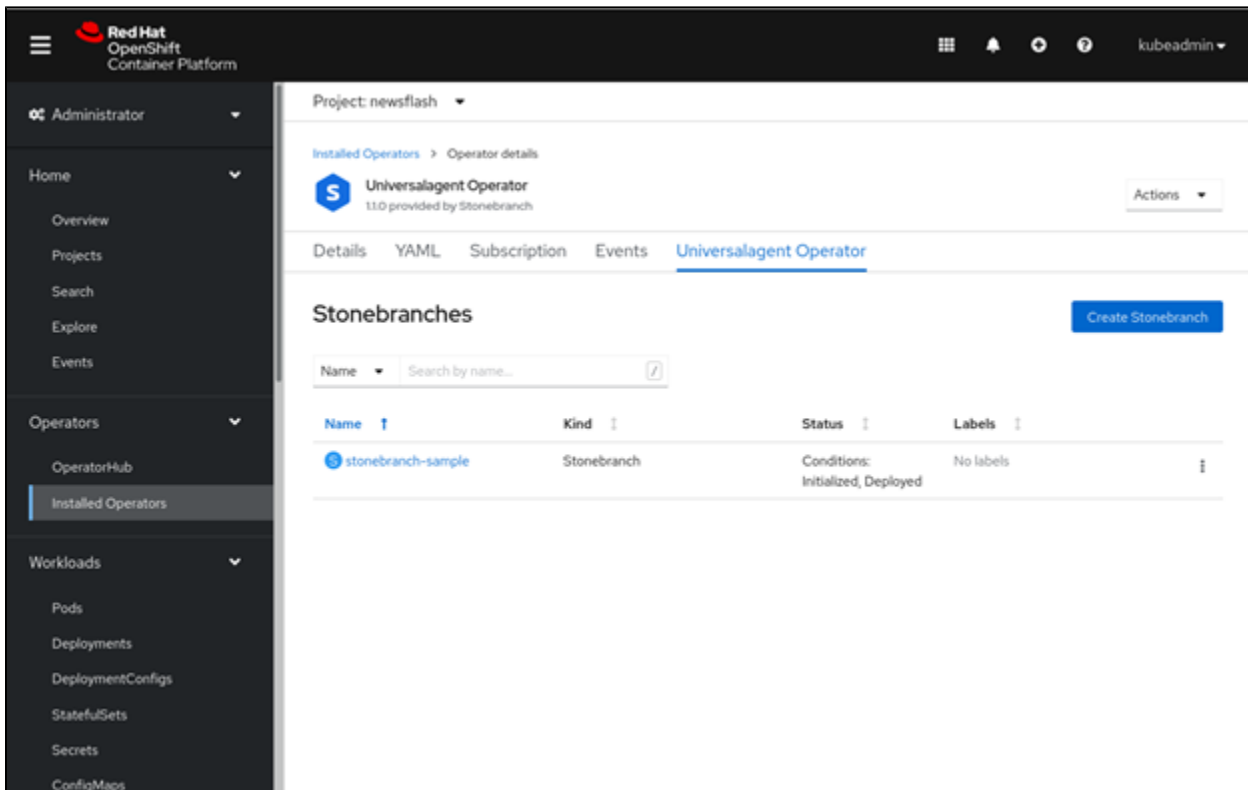 Red Hat
OpenShift
Container Platform
kubeadmin
Administrator
Project: newsflash
Installed Operators > Operator details
Home
S
Universalagent Operator
1.1.0 provided by Stonebranch
Actions
Overview
Projects
Details YAML Subscription Events Universalagent Operator
Search
Stonebranches
Create Stonebranch
Explore
Events
Name Search by name... /
Operators
Name Kind Status Labels
OperatorHub
S stonebranch-sample Stonebranch Conditions: No labels
Initialized, Deployed
Installed Operators
Workloads
Pods
Deployments
DeploymentConfigs
StatefulSets
Secrets
ConfigMaps